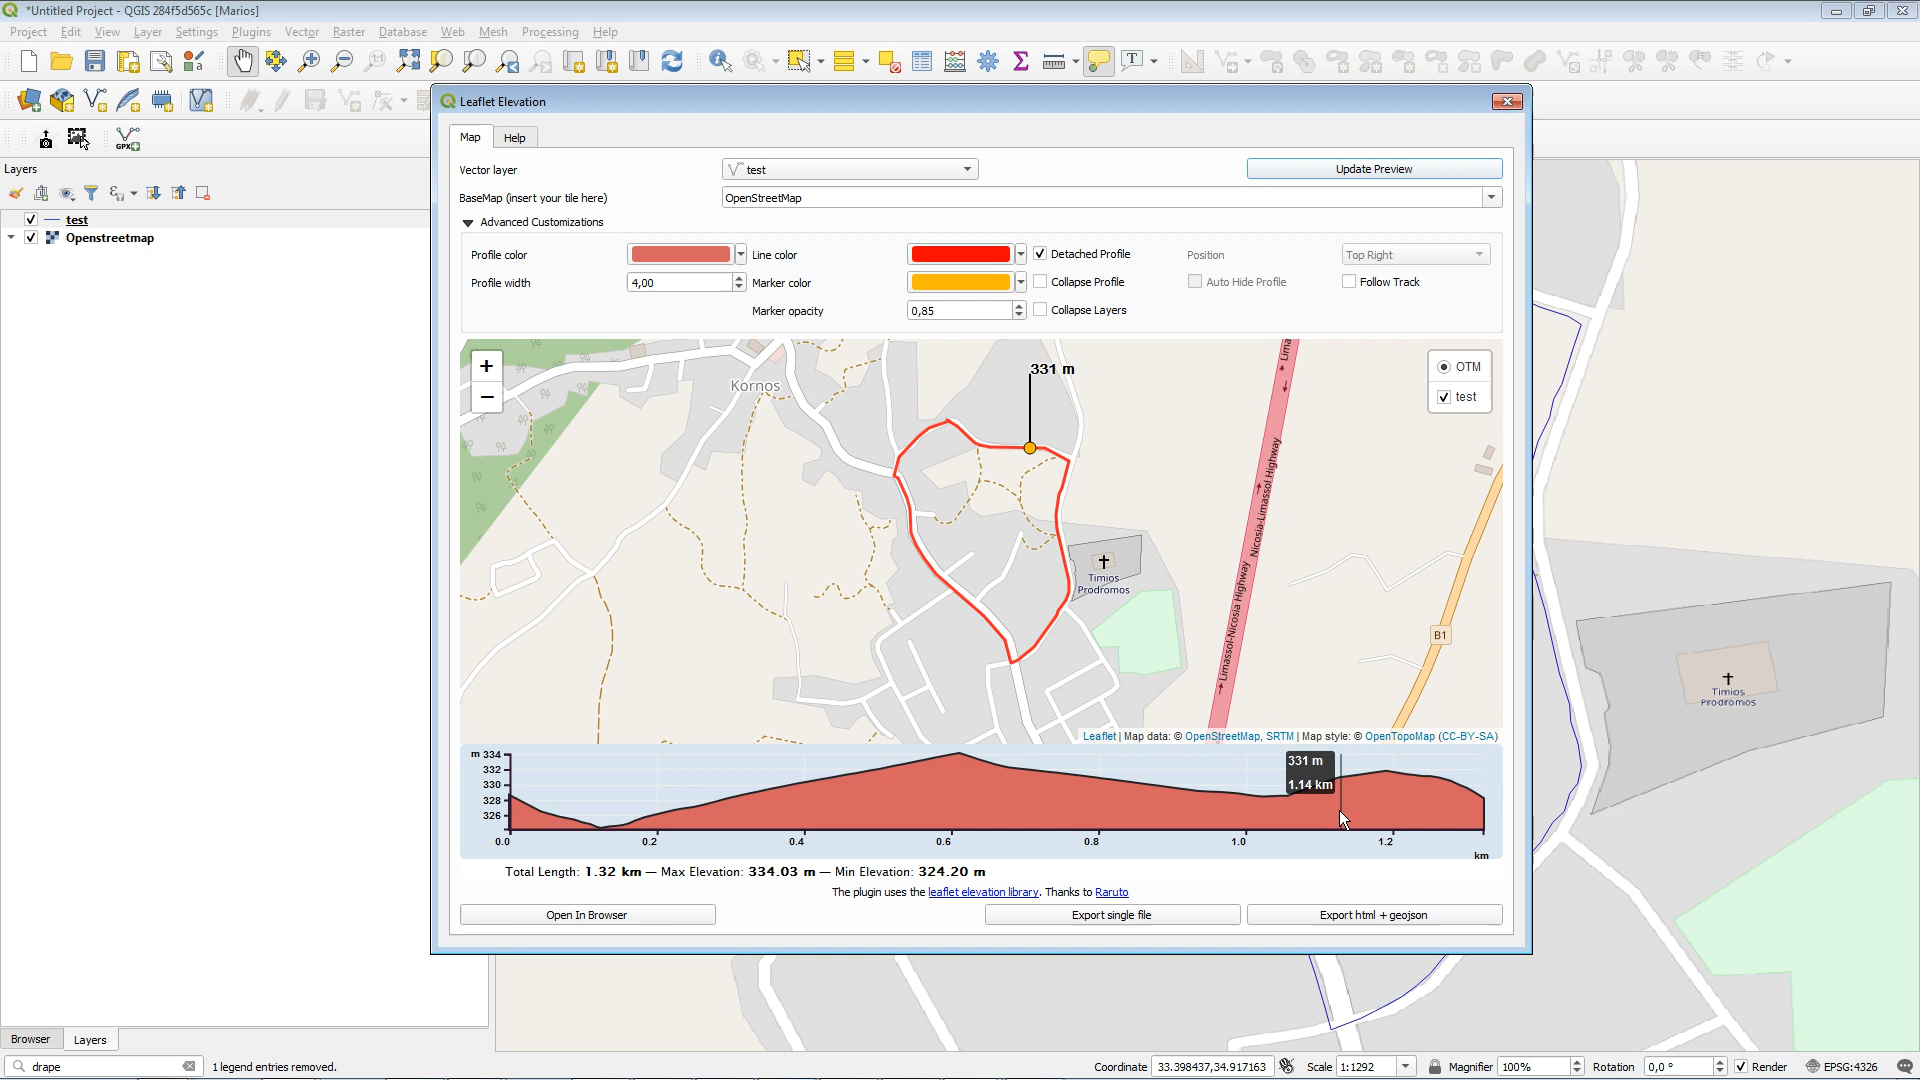 *Untitled Project - QGIS 284f5d565c [Marios]
Project Edit View Layer Settings Plugins Vector Raster Database Web Mesh Processing Help
Layers
test
Openstreetmap
Leaflet Elevation
Map Help
Vector layer test Update Preview
BaseMap (insert your tile here) OpenStreetMap
Advanced Customizations
Profile color Line color Detached Profile Position Top Right
Profile width 4,00 Marker color Collapse Profile Auto Hide Profile Follow Track
Marker opacity 0,85 Collapse Layers
+
−
Kornos
331 m
OTM
test
Nicosia-Limassol Highway
Limassol-Nicosia Highway
Lima
B1
Timios
Prodromos
Timios
Prodromos
Leaflet | Map data: © OpenStreetMap, SRTM | Map style: © OpenTopoMap (CC-BY-SA)
m 334
332
330
328
326
331 m
1.14 km
0.0 0.2 0.4 0.6 0.8 1.0 1.2
km
Total Length: 1.32 km — Max Elevation: 334.03 m — Min Elevation: 324.20 m
The plugin uses the leaflet elevation library. Thanks to Raruto
Open In Browser Export single file Export html + geojson
Browser Layers
drape 1 legend entries removed. Coordinate 33.398437,34.917163 Scale 1:1292 Magnifier 100% Rotation 0,0 ° Render EPSG:4326